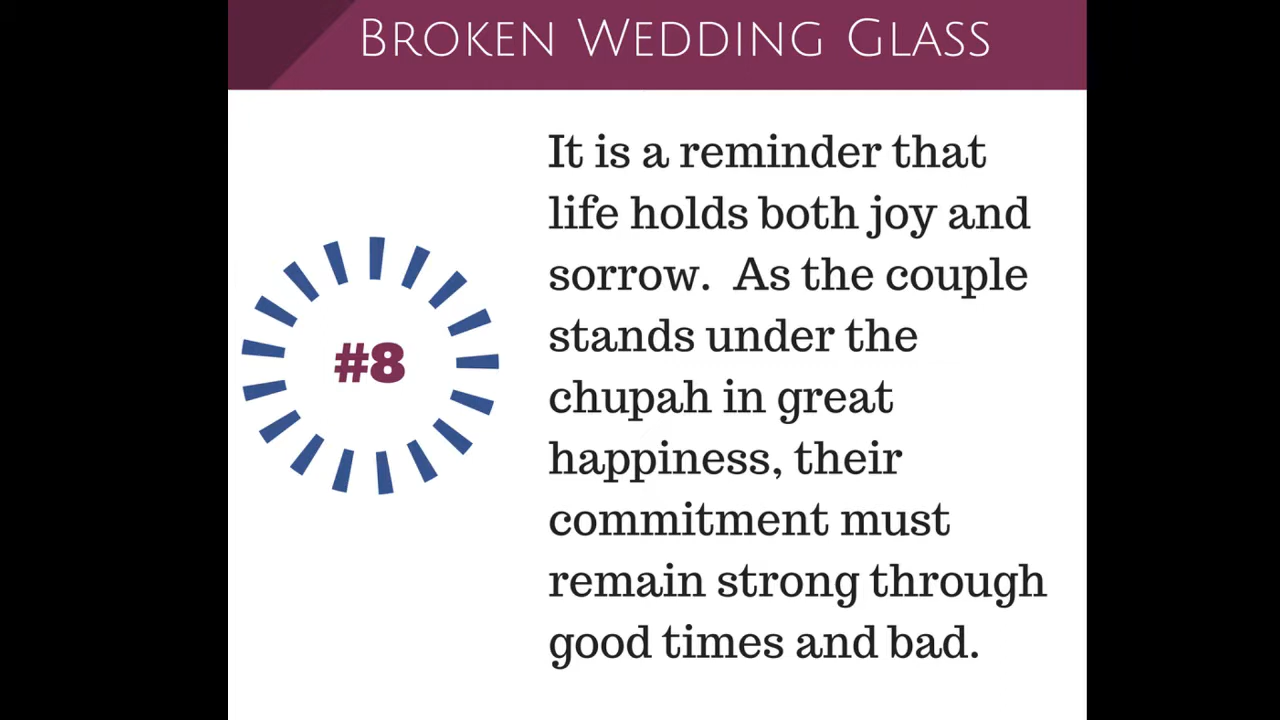 BROKEN WEDDING GLASS
#8
It is a reminder that
life holds both joy and
sorrow.  As the couple
stands under the
chupah in great
happiness, their
commitment must
remain strong through
good times and bad.